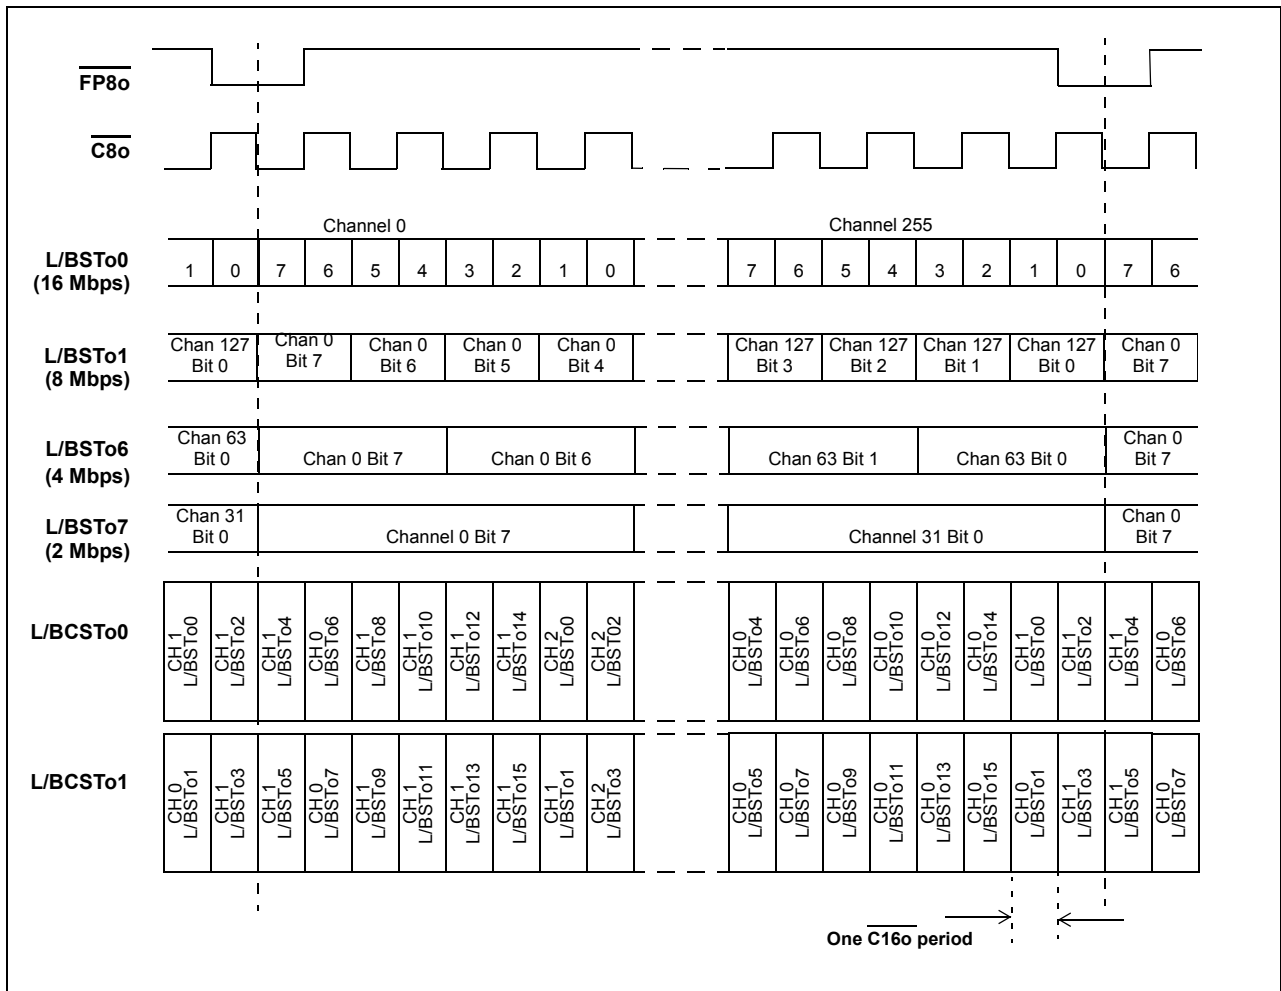 FP8o
C8o
Channel 0
Channel 255
L/BSTo0
(16 Mbps)
1 0 7 6 5 4 3 2 1 0 7 6 5 4 3 2 1 0 7 6
L/BSTo1
(8 Mbps)
Chan 127 Bit 0
Chan 0 Bit 7
Chan 0 Bit 6
Chan 0 Bit 5
Chan 0 Bit 4
Chan 127 Bit 3
Chan 127 Bit 2
Chan 127 Bit 1
Chan 127 Bit 0
Chan 0 Bit 7
L/BSTo6
(4 Mbps)
Chan 63 Bit 0
Chan 0 Bit 7
Chan 0 Bit 6
Chan 63 Bit 1
Chan 63 Bit 0
Chan 0 Bit 7
L/BSTo7
(2 Mbps)
Chan 31 Bit 0
Channel 0 Bit 7
Channel 31 Bit 0
Chan 0 Bit 7
L/BCSTo0
CH 1 L/BSTo0
CH 1 L/BSTo2
CH 1 L/BSTo4
CH 0 L/BSTo6
CH 1 L/BSTo8
CH 1 L/BSTo10
CH 1 L/BSTo12
CH 1 L/BSTo14
CH 2 L/BSTo0
CH 2 L/BSTo02
CH 0 L/BSTo4
CH 0 L/BSTo6
CH 0 L/BSTo8
CH 0 L/BSTo10
CH 0 L/BSTo12
CH 0 L/BSTo14
CH 1 L/BSTo0
CH 1 L/BSTo2
CH 1 L/BSTo4
CH 0 L/BSTo6
L/BCSTo1
CH 0 L/BSTo1
CH 1 L/BSTo3
CH 1 L/BSTo5
CH 0 L/BSTo7
CH 1 L/BSTo9
CH 1 L/BSTo11
CH 1 L/BSTo13
CH 1 L/BSTo15
CH 1 L/BSTo1
CH 2 L/BSTo3
CH 0 L/BSTo5
CH 0 L/BSTo7
CH 0 L/BSTo9
CH 0 L/BSTo11
CH 0 L/BSTo13
CH 0 L/BSTo15
CH 0 L/BSTo1
CH 1 L/BSTo3
CH 1 L/BSTo5
CH 0 L/BSTo7
One C16o period